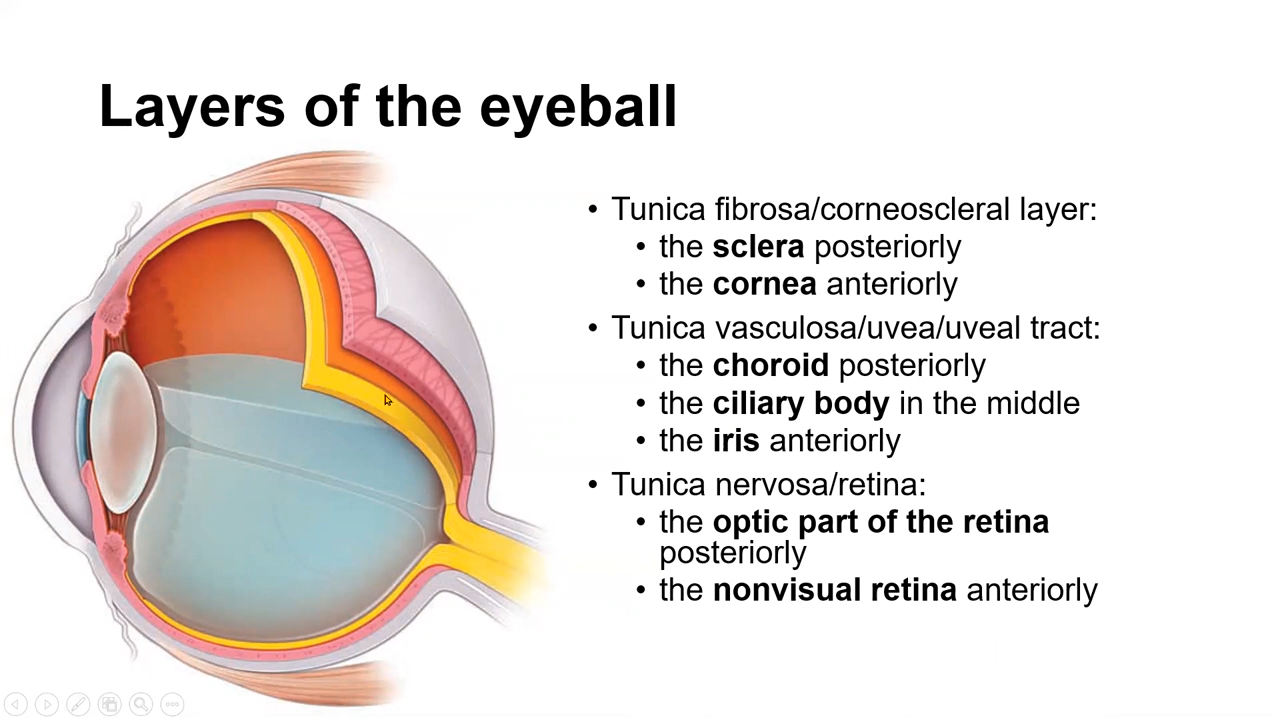 Layers of the eyeball
• Tunica fibrosa/corneoscleral layer:
• the sclera posteriorly
• the cornea anteriorly
• Tunica vasculosa/uvea/uveal tract:
• the choroid posteriorly
• the ciliary body in the middle
• the iris anteriorly
• Tunica nervosa/retina:
• the optic part of the retina
posteriorly
• the nonvisual retina anteriorly